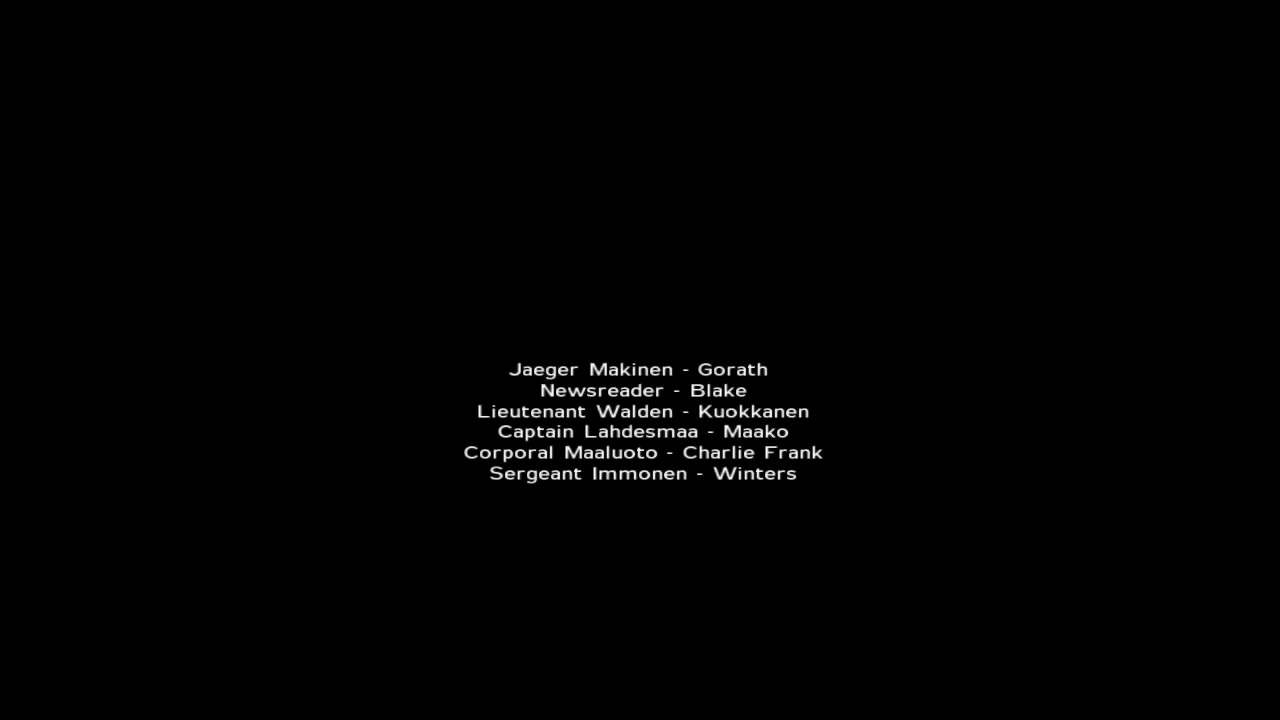 Jaeger Makinen - Gorath
Newsreader - Blake
Lieutenant Walden - Kuokkanen
Captain Lahdesmaa - Maako
Corporal Maaluoto - Charlie Frank
Sergeant Immonen - Winters